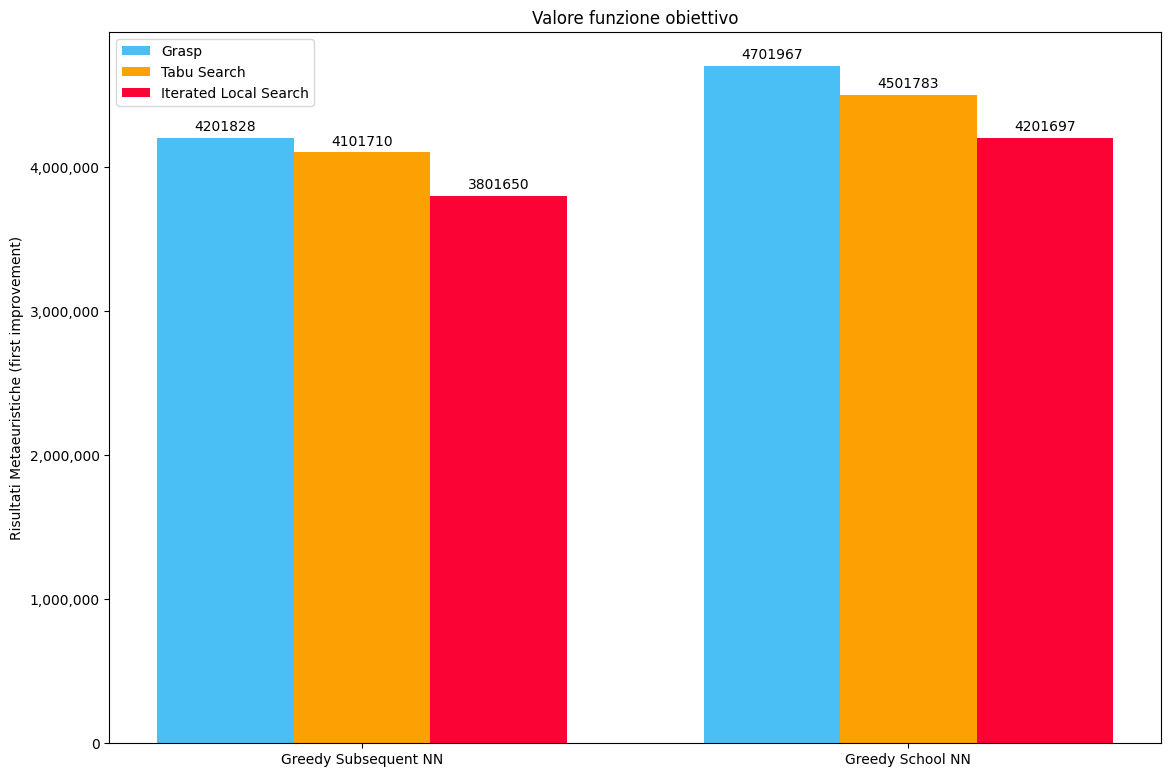 Valore funzione obiettivo
Grasp
Tabu Search
Iterated Local Search
4201828
4101710
3801650
4701967
4501783
4201697
4,000,000
3,000,000
2,000,000
1,000,000
0
Risultati Metaeuristiche (first improvement)
Greedy Subsequent NN
Greedy School NN